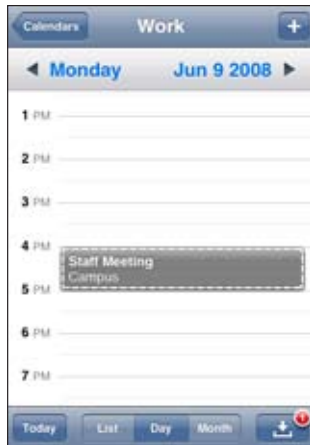 Calendars Work +
Monday Jun 9 2008
1 PM
2 PM
3 PM
4 PM
Staff Meeting
Campus
5 PM
6 PM
7 PM
Today List Day Month 1